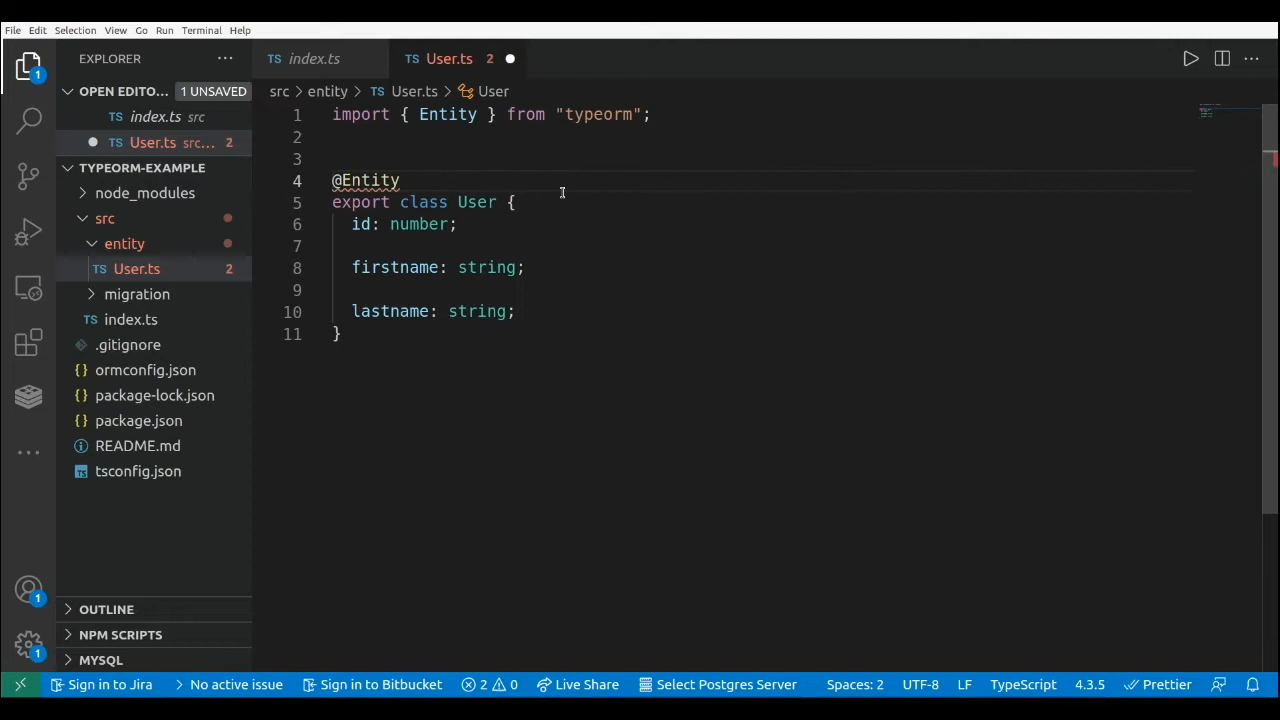 File Edit Selection View Go Run Terminal Help
EXPLORER
OPEN EDITO... 1 UNSAVED
TS index.ts src
TS User.ts src... 2
TYPEORM-EXAMPLE
node_modules
src
entity
TS User.ts 2
migration
TS index.ts
.gitignore
{} ormconfig.json
{} package-lock.json
{} package.json
README.md
TS tsconfig.json
OUTLINE
NPM SCRIPTS
MYSQL
1
1
1
TS index.ts TS User.ts 2
src > entity > TS User.ts > User
1 import { Entity } from "typeorm";
2
3
4 @Entity
5 export class User {
6 id: number;
7
8 firstname: string;
9
10 lastname: string;
11 }
Sign in to Jira No active issue Sign in to Bitbucket 2 0 Live Share Select Postgres Server Spaces: 2 UTF-8 LF TypeScript 4.3.5 Prettier